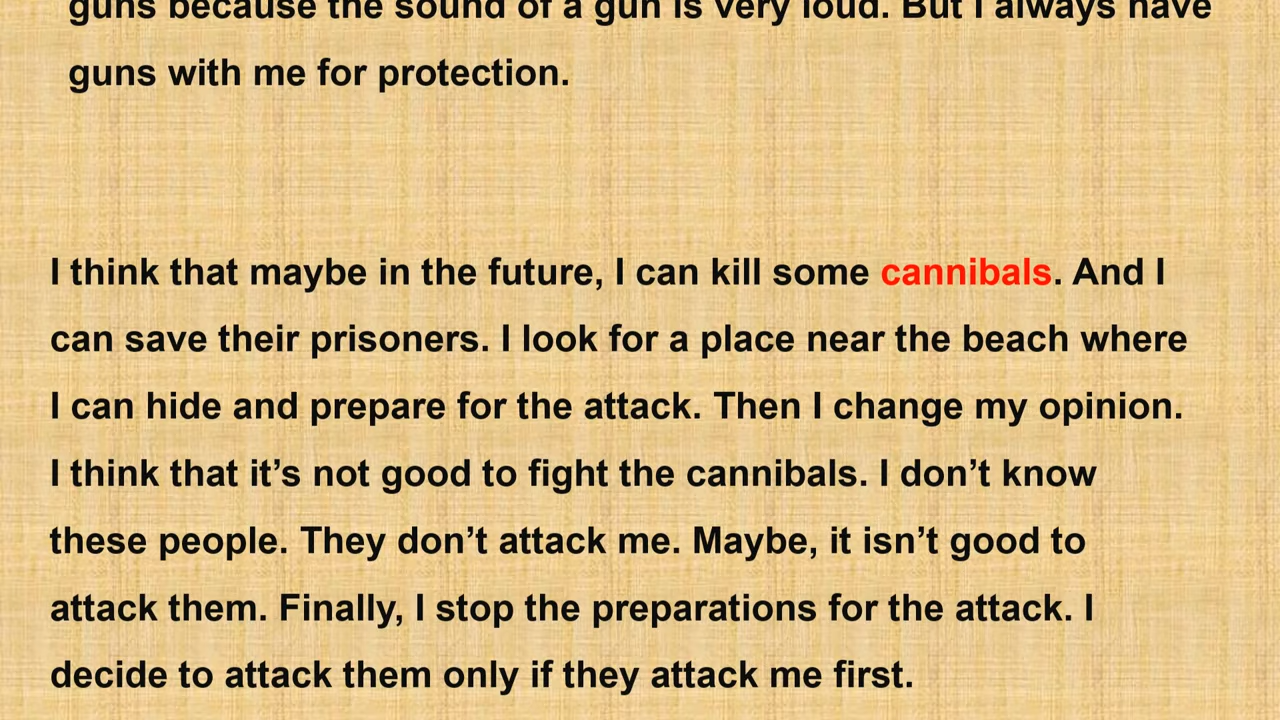 guns because the sound of a gun is very loud. But I always have
guns with me for protection.
I think that maybe in the future, I can kill some cannibals. And I
can save their prisoners. I look for a place near the beach where
I can hide and prepare for the attack. Then I change my opinion.
I think that it’s not good to fight the cannibals. I don’t know
these people. They don’t attack me. Maybe, it isn’t good to
attack them. Finally, I stop the preparations for the attack. I
decide to attack them only if they attack me first.